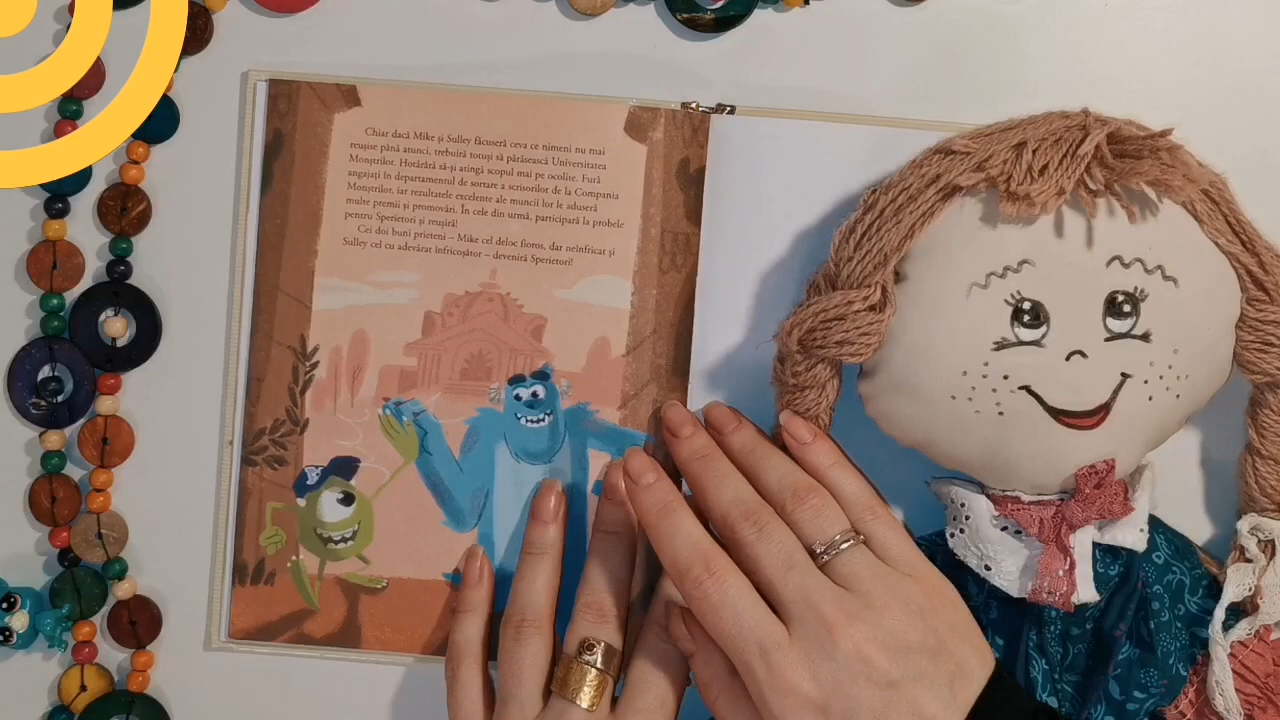 Chiar dacă Mike și Sulley făcuseră ceva ce nimeni nu mai
reușise până atunci, trebuiră totuși să părăsească Universitatea
Monștrilor. Hotărâră să-și atingă scopul mai pe ocolite. Fură
angajați în departamentul de sortare a scrisorilor de la Compania
Monștrilor, iar rezultatele excelente ale muncii lor le aduseră
multe premii și promovări. În cele din urmă, participară la probele
pentru Sperietori și reușiră!
Cei doi buni prieteni – Mike cel deloc fioros, dar neînfricat și
Sulley cel cu adevărat înfricoșător – deveniră Sperietori!